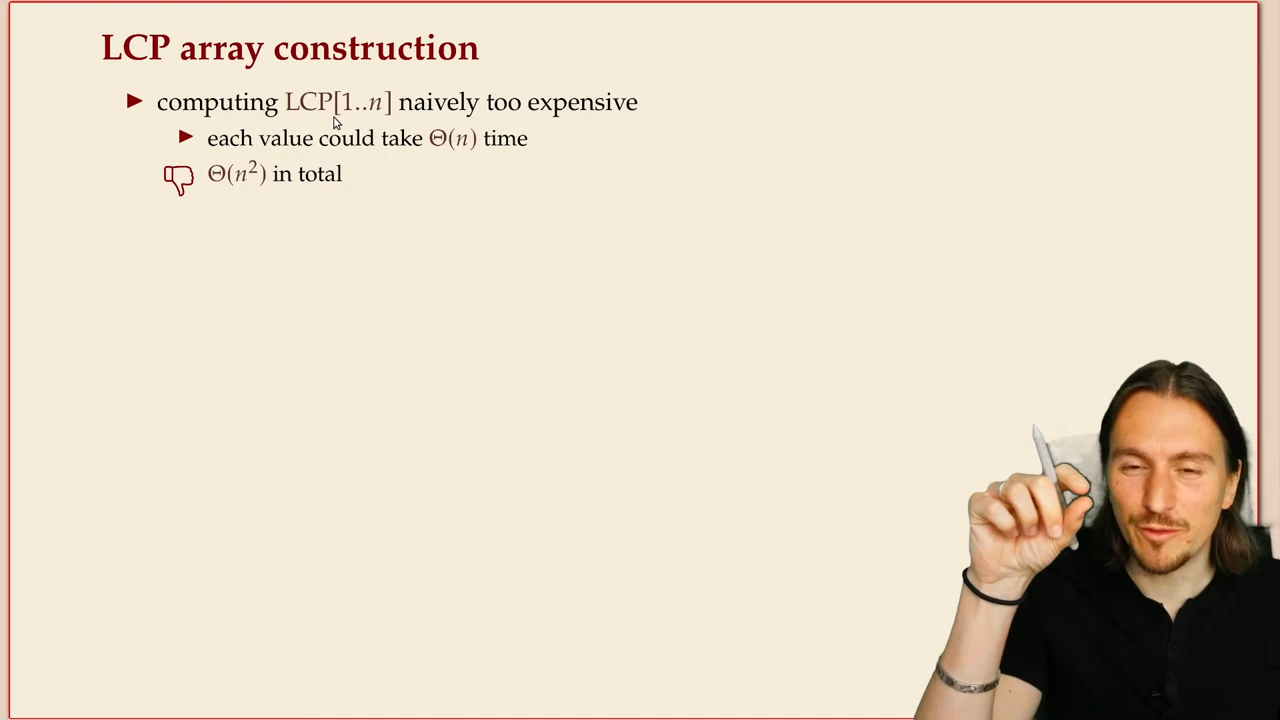 LCP array construction
▶ computing LCP[1..n] naively too expensive
▶ each value could take Θ(n) time
Θ(n²) in total